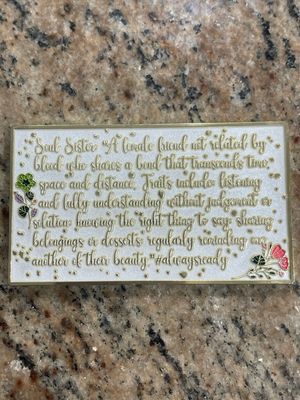 Soul Sister "A female friend not related by
blood who shares a bond that transcends time,
space and distance. Traits include: listening
and fully understanding without judgement or
solution: knowing the right thing to say: sharing
belongings or desserts: regularly reminding one
another of their beauty."#alwaysready